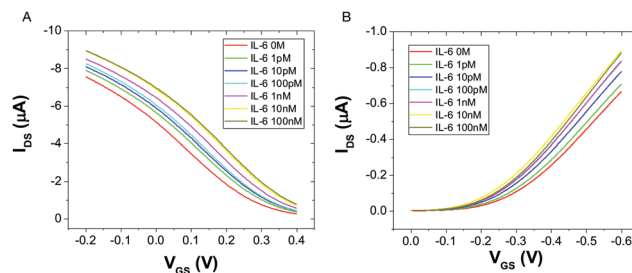 A
-10
-8
-6
-4
-2
0
I_DS (μA)
IL-6 0M
IL-6 1pM
IL-6 10pM
IL-6 100pM
IL-6 1nM
IL-6 10nM
IL-6 100nM
-0.2 -0.1 0.0 0.1 0.2 0.3 0.4
V_GS (V)
B
-1.0
-0.8
-0.6
-0.4
-0.2
0.0
I_DS (μA)
IL-6 0M
IL-6 1pM
IL-6 10pM
IL-6 100pM
IL-6 1nM
IL-6 10nM
IL-6 100nM
0.0 -0.1 -0.2 -0.3 -0.4 -0.5 -0.6
V_GS (V)